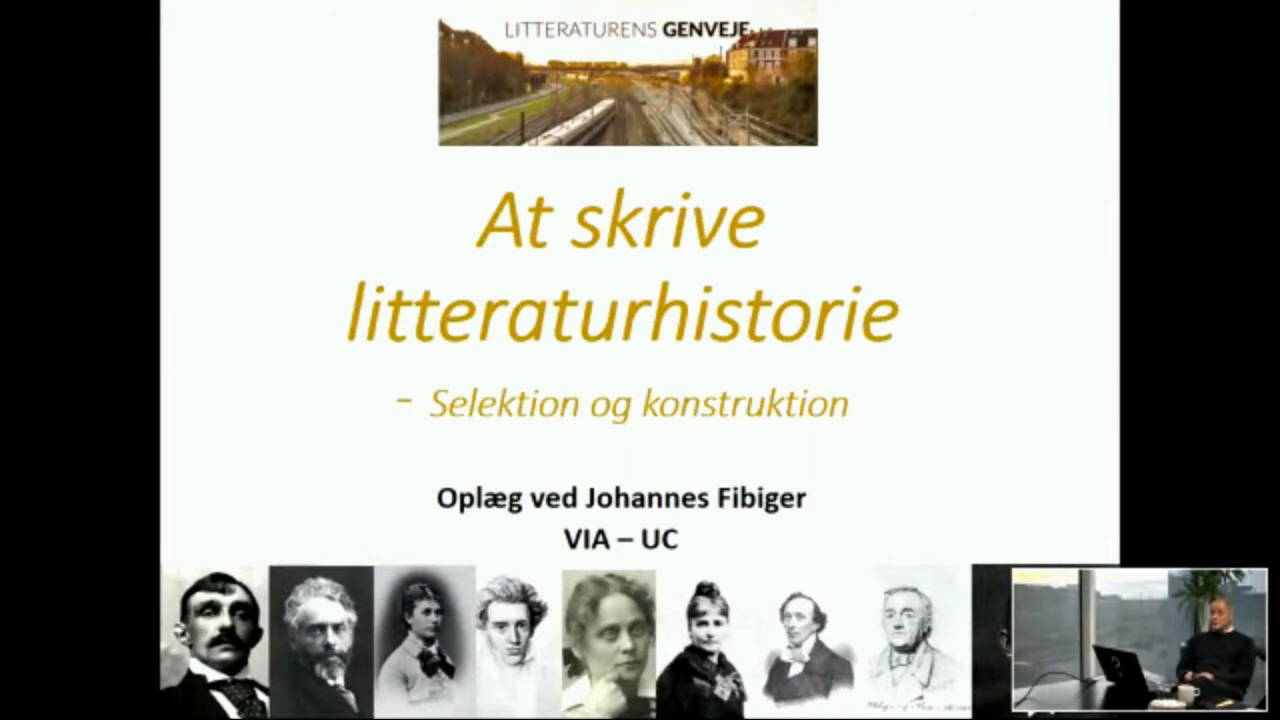 LITTERATURENS GENVEJE
At skrive
litteraturhistorie
- Selektion og konstruktion
Oplæg ved Johannes Fibiger
VIA – UC